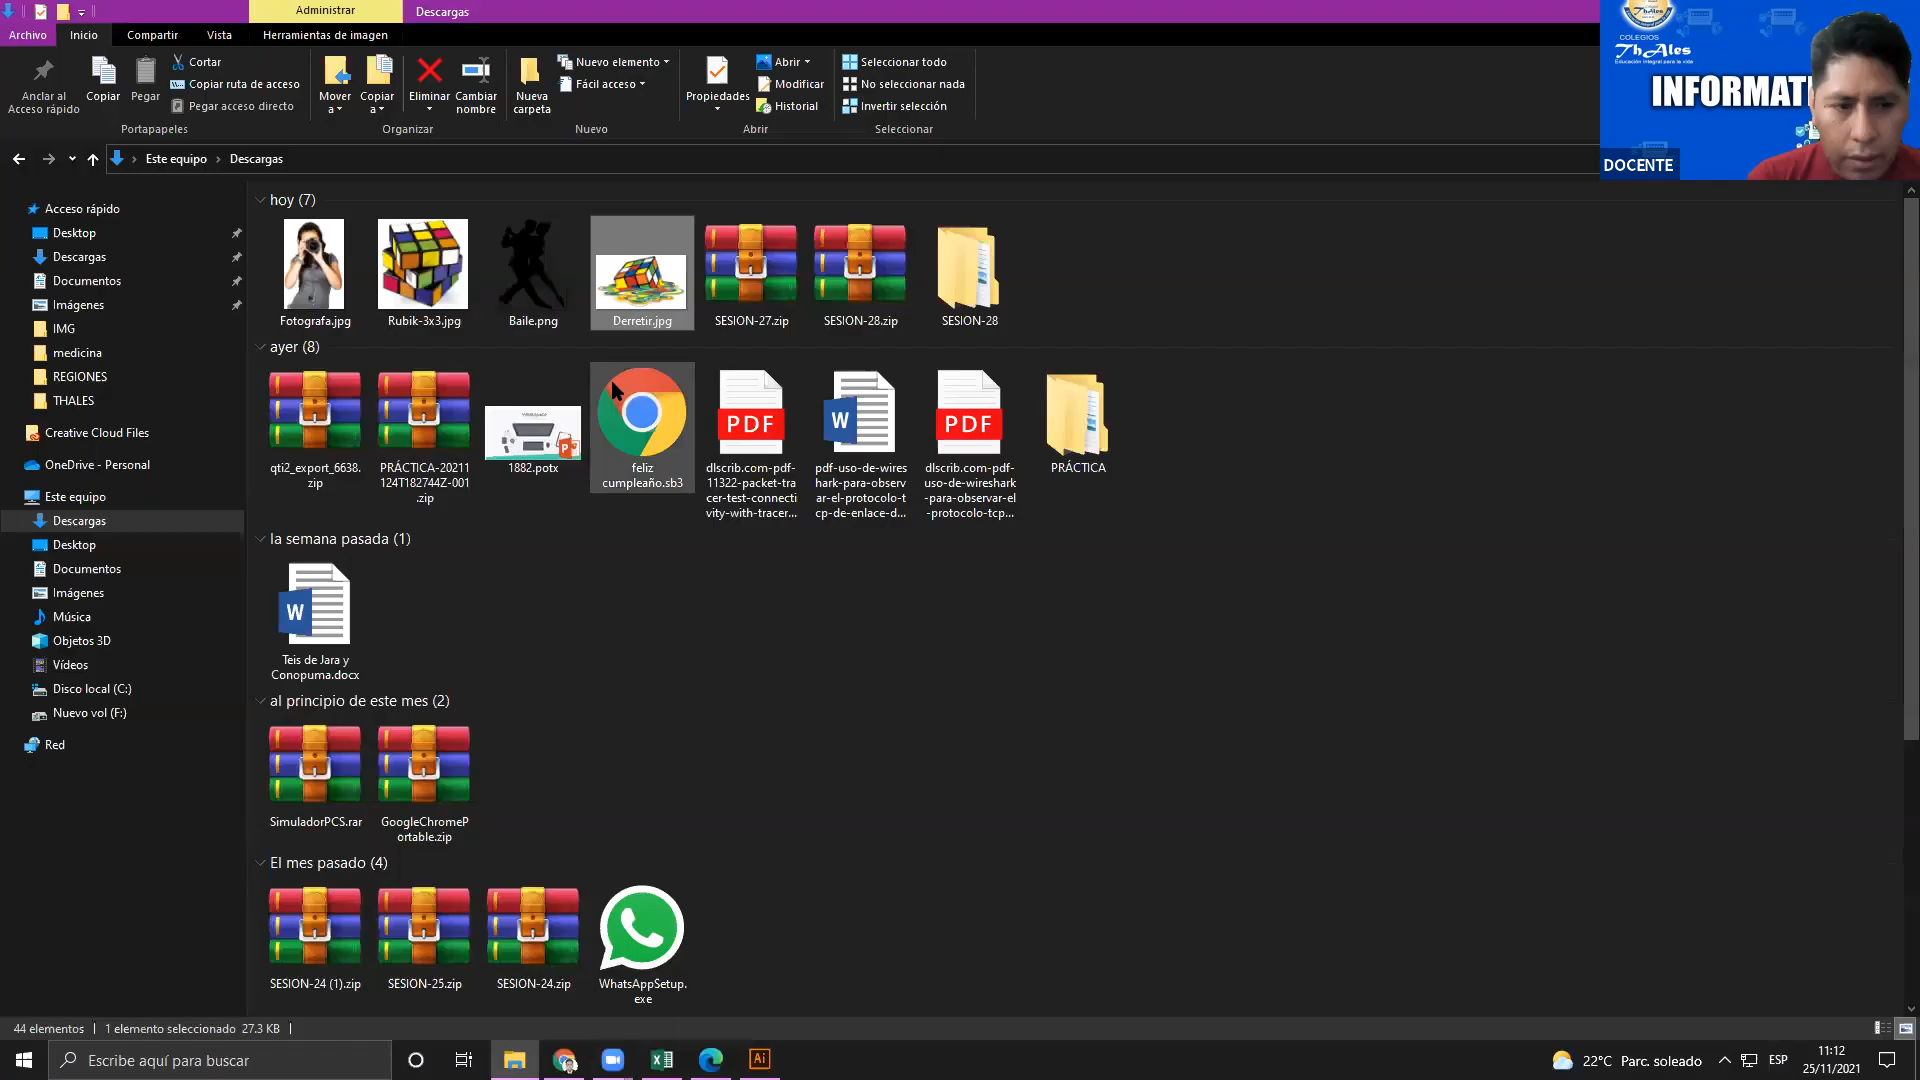 Administrar
Descargas
Archivo
Inicio
Compartir
Vista
Herramientas de imagen
Anclar al
Acceso rápido
Copiar
Pegar
Cortar
Copiar ruta de acceso
Pegar acceso directo
Mover
a
Copiar
a
Eliminar
Cambiar
nombre
Nueva
carpeta
Nuevo elemento
Fácil acceso
Propiedades
Abrir
Modificar
Historial
Seleccionar todo
No seleccionar nada
Invertir selección
Portapapeles
Organizar
Nuevo
Abrir
Seleccionar
COLEGIOS
ThAles
Educación integral para la vida
INFORMAT
DOCENTE
Este equipo
Descargas
Acceso rápido
Desktop
Descargas
Documentos
Imágenes
IMG
medicina
REGIONES
THALES
Creative Cloud Files
OneDrive - Personal
Este equipo
Descargas
Desktop
Documentos
Imágenes
Música
Objetos 3D
Vídeos
Disco local (C:)
Nuevo vol (F:)
Red
hoy (7)
Fotografa.jpg
Rubik-3x3.jpg
Baile.png
Derretir.jpg
SESION-27.zip
SESION-28.zip
SESION-28
ayer (8)
qti2_export_6638.
zip
PRÁCTICA-20211
124T182744Z-001
.zip
1882.potx
feliz
cumpleaño.sb3
PDF
dlscrib.com-pdf-
11322-packet-tra
cer-test-connecti
vity-with-tracer...
W
pdf-uso-de-wires
hark-para-observ
ar-el-protocolo-t
cp-de-enlace-d...
PDF
dlscrib.com-pdf-
uso-de-wireshark
-para-observar-el
-protocolo-tcp...
PRÁCTICA
la semana pasada (1)
W
Teis de Jara y
Conopuma.docx
al principio de este mes (2)
SimuladorPCS.rar
GoogleChromeP
ortable.zip
El mes pasado (4)
SESION-24 (1).zip
SESION-25.zip
SESION-24.zip
WhatsAppSetup.
exe
44 elementos
1 elemento seleccionado 27.3 KB
Escribe aquí para buscar
Ai
22°C Parc. soleado
ESP
11:12
25/11/2021